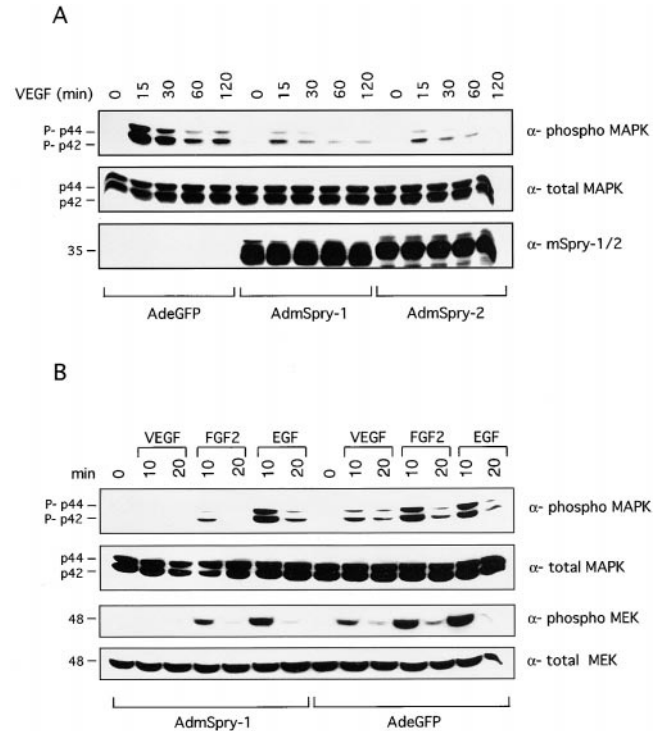 A
VEGF (min) 0 15 30 60 120 0 15 30 60 120 0 15 30 60 120
P- p44
P- p42
α- phospho MAPK
p44
p42
α- total MAPK
35
α- mSpry-1/2
AdeGFP AdmSpry-1 AdmSpry-2
B
VEGF FGF2 EGF VEGF FGF2 EGF
min 0 10 20 10 20 10 20 0 10 20 10 20 10 20
P- p44
P- p42
α- phospho MAPK
p44
p42
α- total MAPK
48
α- phospho MEK
48
α- total MEK
AdmSpry-1 AdeGFP